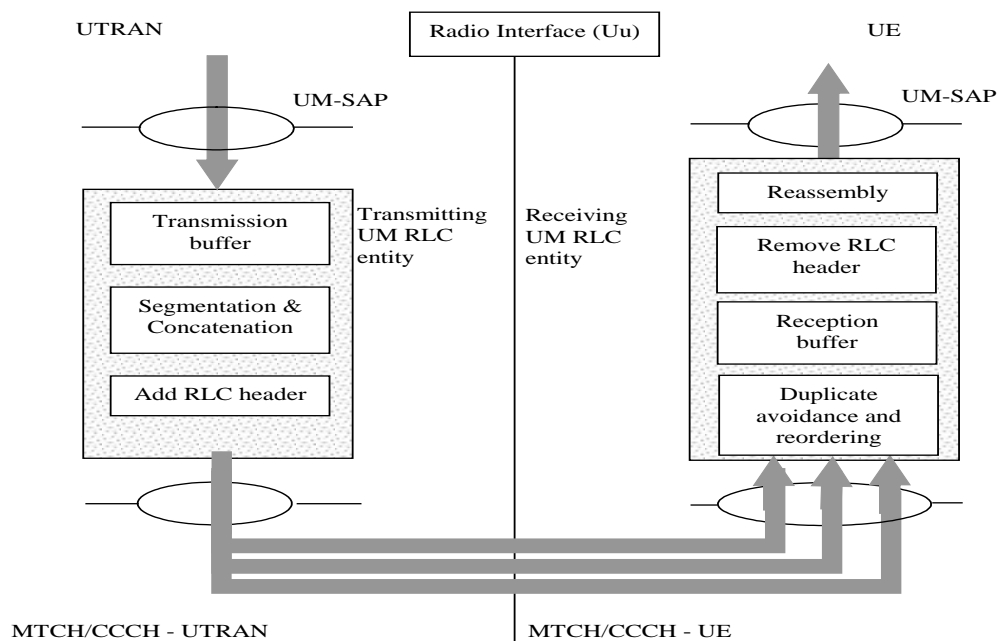 UTRAN
Radio Interface (Uu)
UE
UM-SAP
UM-SAP
Transmission
buffer
Segmentation &
Concatenation
Add RLC header
Transmitting
UM RLC
entity
Receiving
UM RLC
entity
Reassembly
Remove RLC
header
Reception
buffer
Duplicate
avoidance and
reordering
MTCH/CCCH - UTRAN
MTCH/CCCH - UE